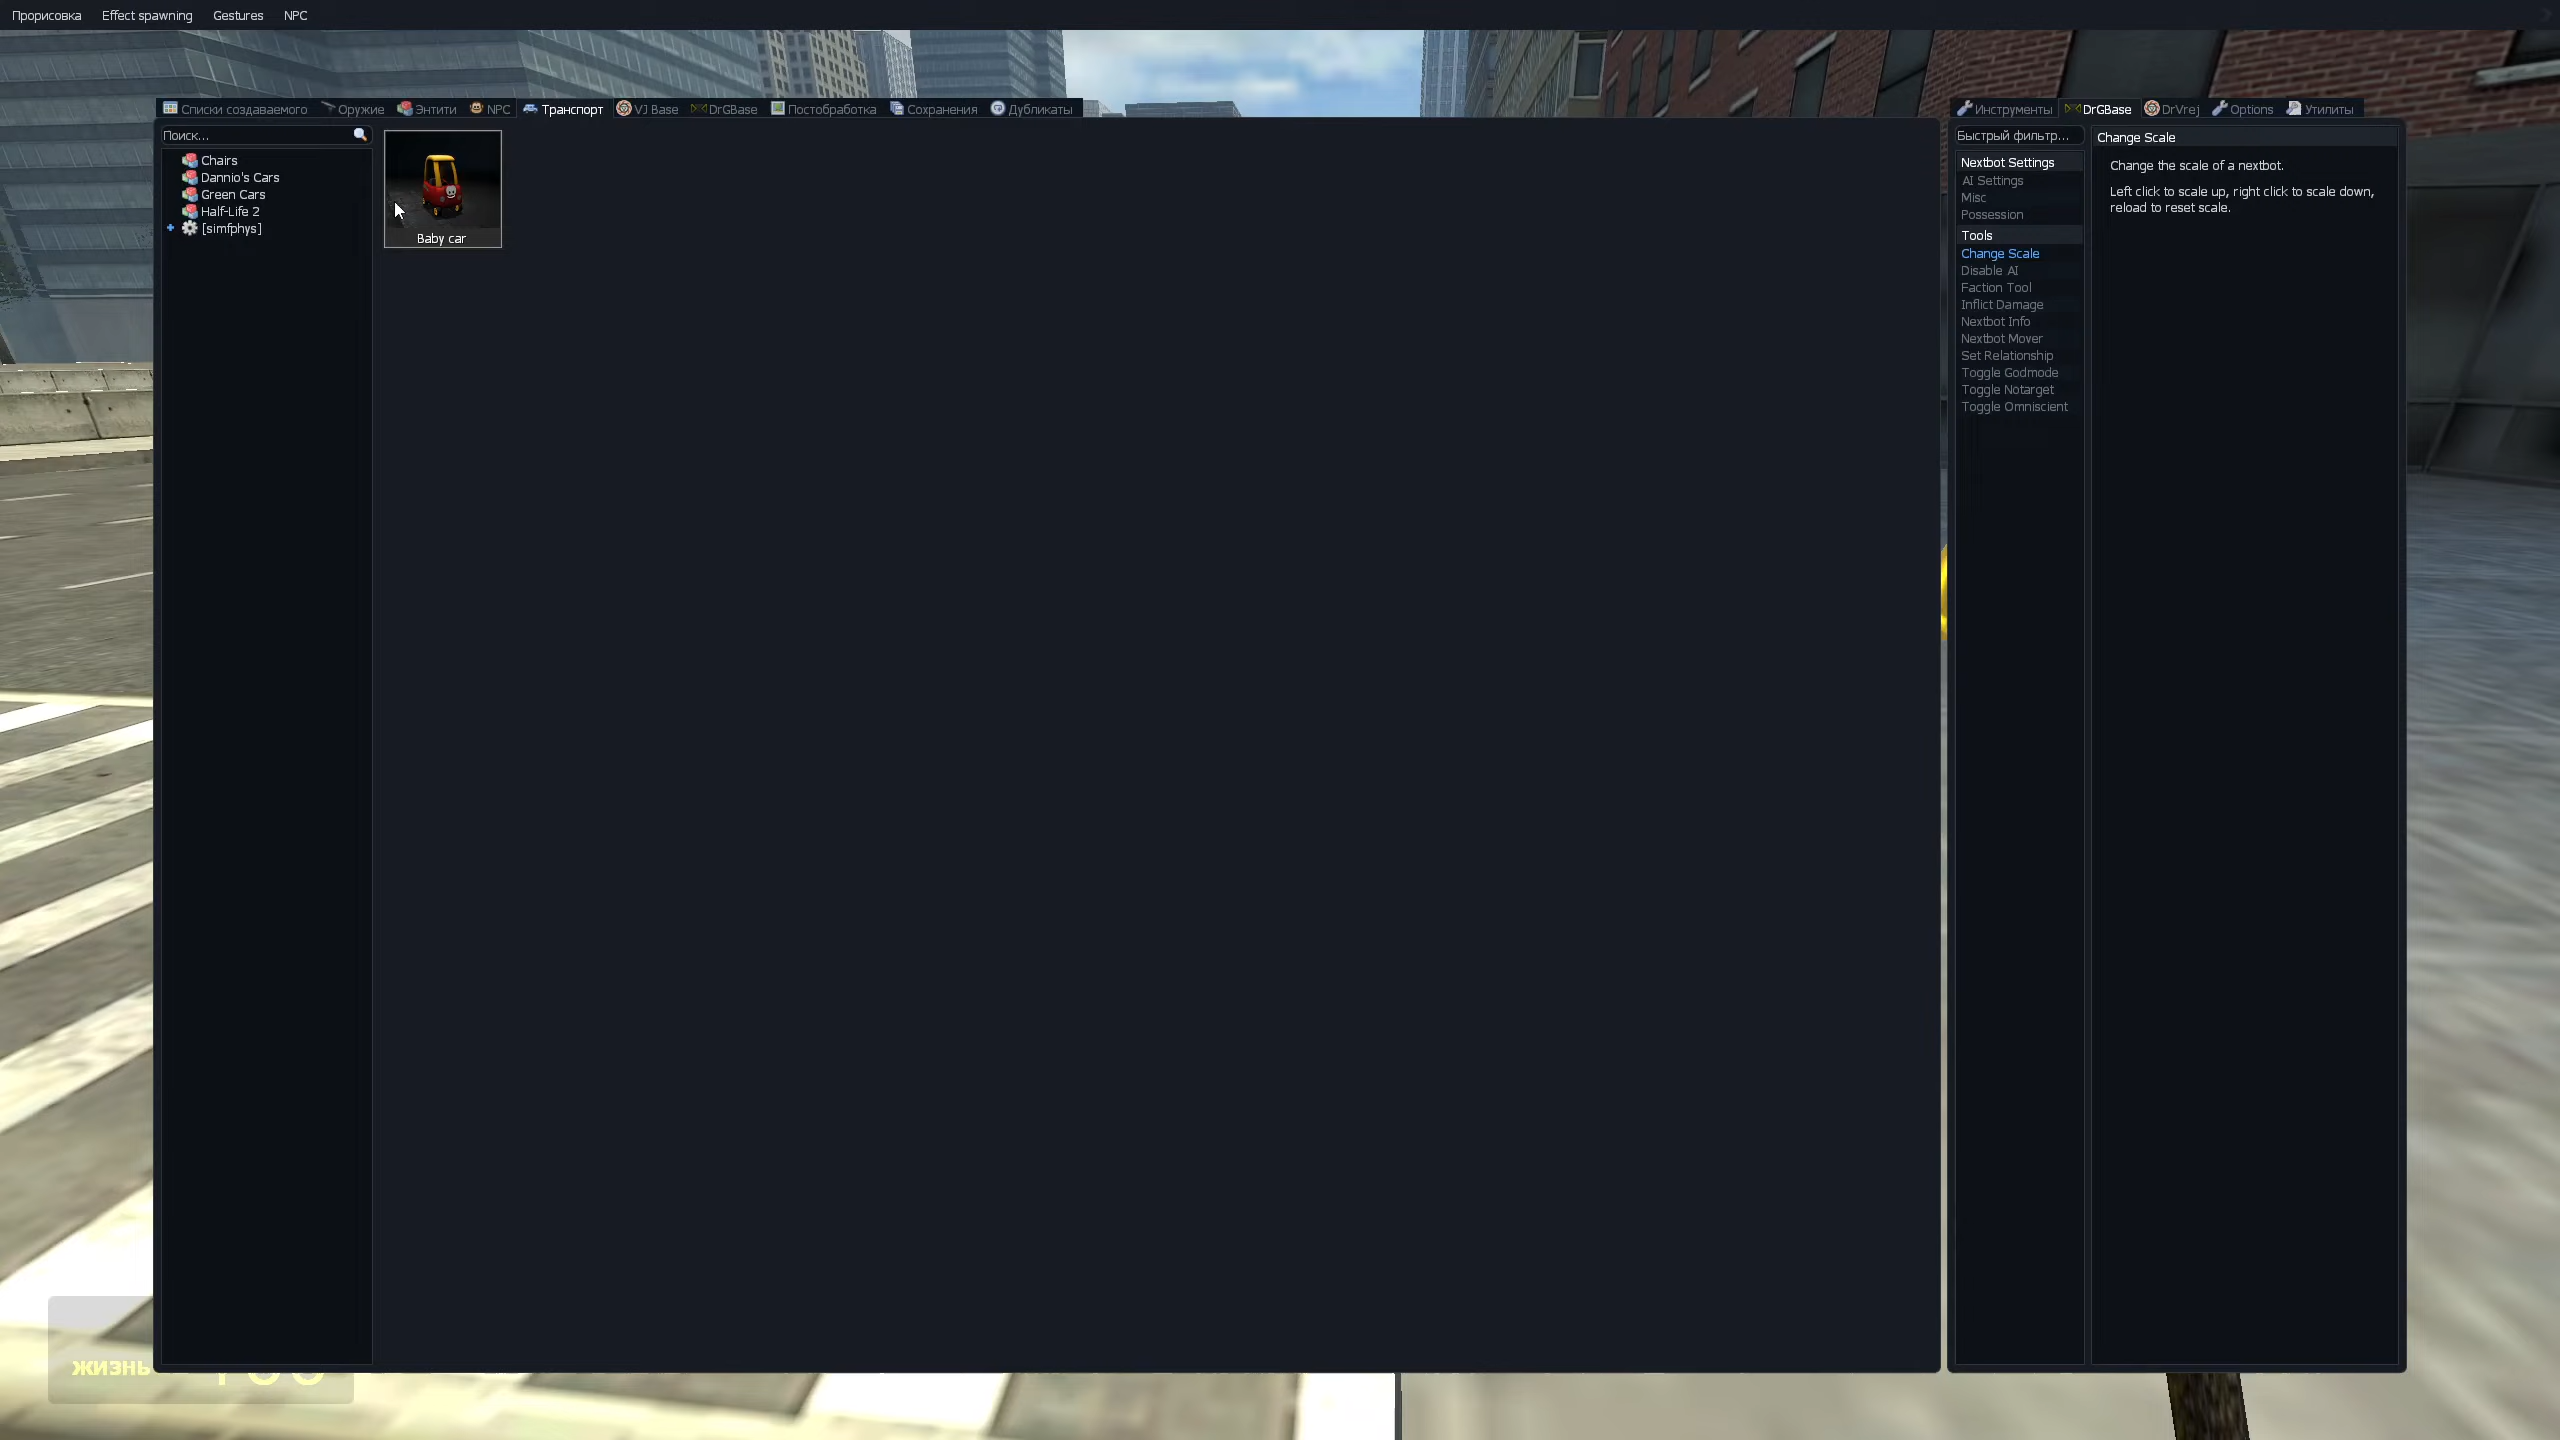 Прорисовка Effect spawning Gestures NPC
Списки создаваемого Оружие Энтити NPC Транспорт VJ Base DrGBase Постобработка Сохранения Дубликаты
Поиск...
Chairs
Dannio's Cars
Green Cars
Half-Life 2
[simfphys]
Baby car
Инструменты DrGBase DrVrej Options Утилиты
Быстрый фильтр...
Nextbot Settings
AI Settings
Misc
Possession
Tools
Change Scale
Disable AI
Faction Tool
Inflict Damage
Nextbot Info
Nextbot Mover
Set Relationship
Toggle Godmode
Toggle Notarget
Toggle Omniscient
Change Scale
Change the scale of a nextbot.
Left click to scale up, right click to scale down,
reload to reset scale.
ЖИЗНЬ